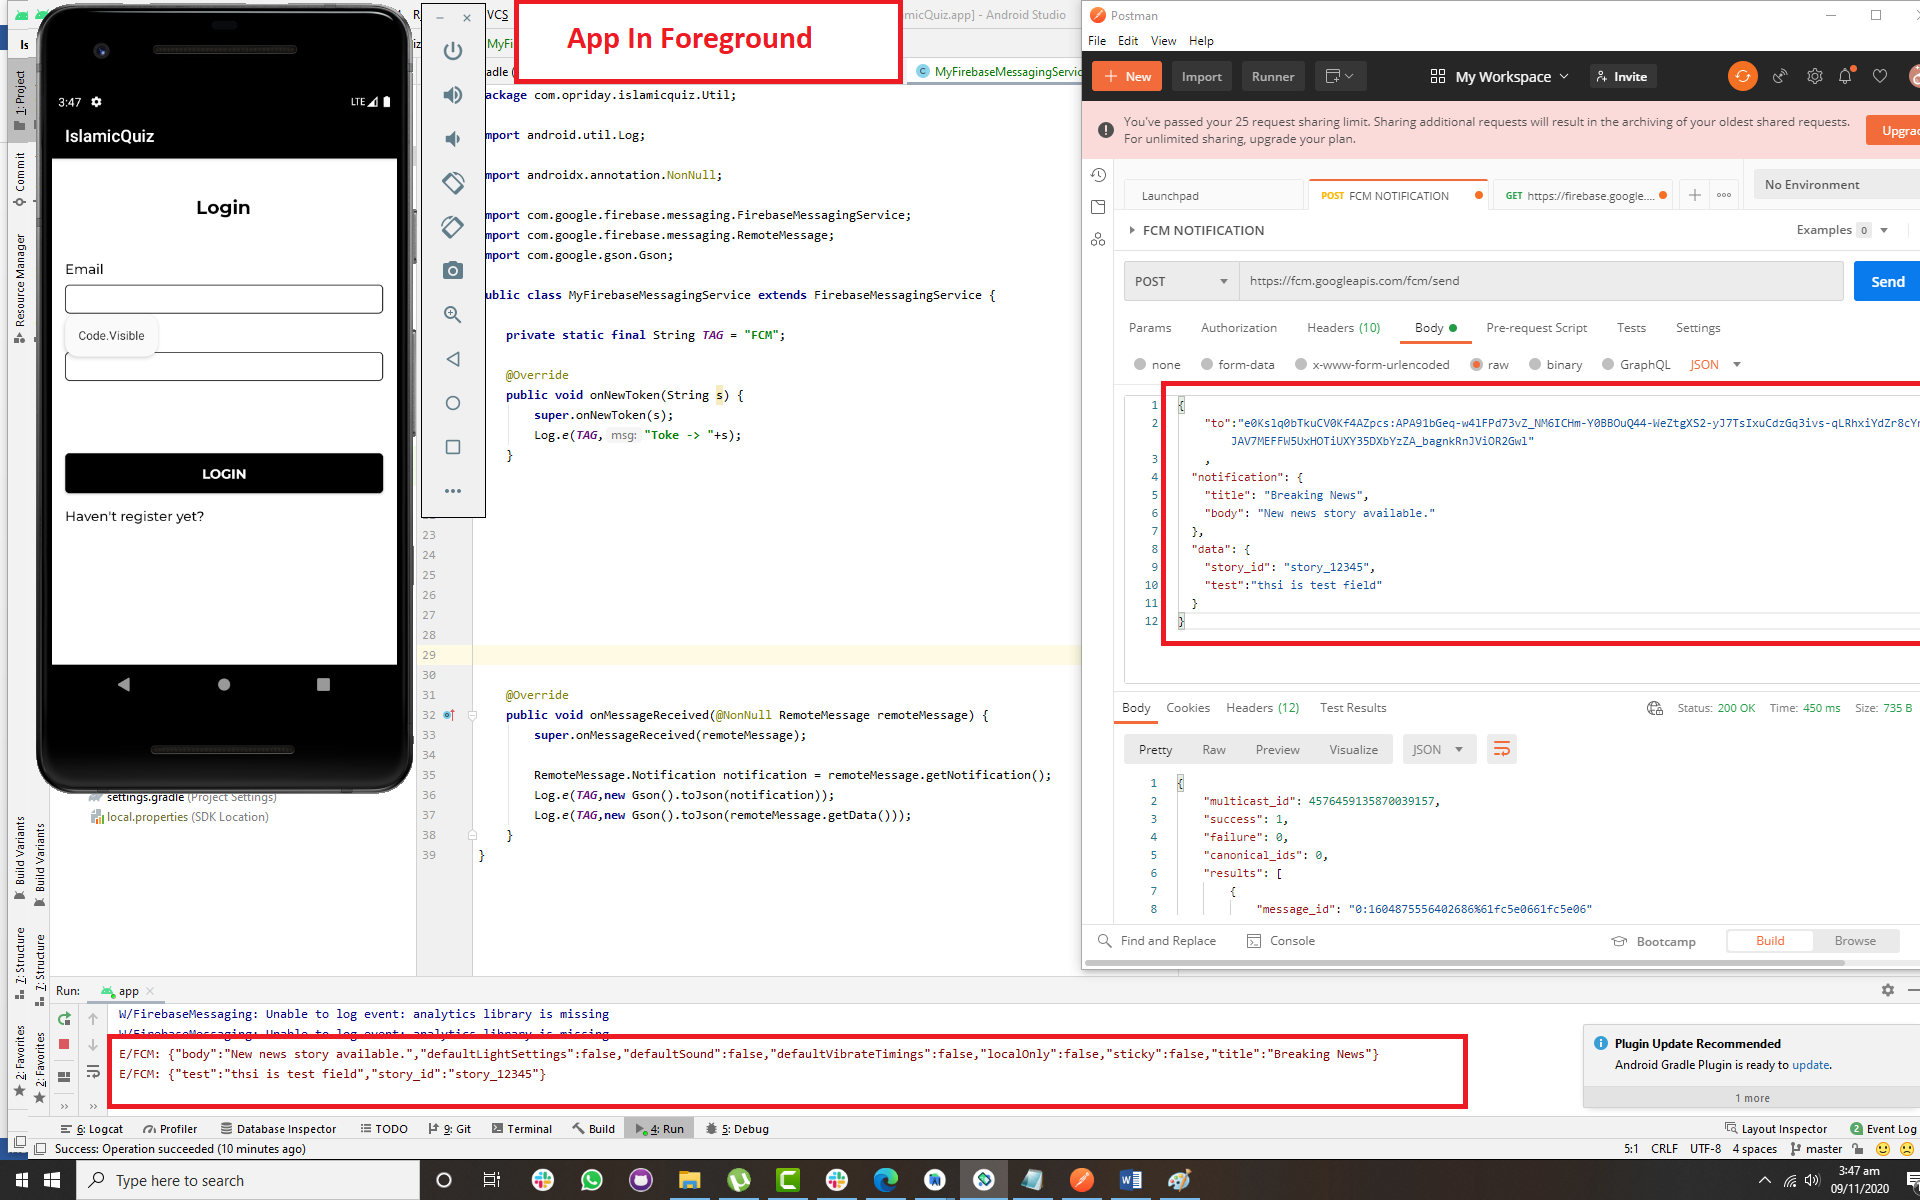 App In Foreground
VCS
micQuiz.app] - Android Studio
MyFirebaseMessagingServic
3:47
LTE
IslamicQuiz
Login
Email
Code.Visible
LOGIN
Haven't register yet?
1: Project
Commit
Resource Manager
Build Variants
Build Variants
7: Structure
7: Structure
2: Favorites
2: Favorites
settings.gradle (Project Settings)
local.properties (SDK Location)
ackage com.opriday.islamicquiz.Util;
mport android.util.Log;
mport androidx.annotation.NonNull;
mport com.google.firebase.messaging.FirebaseMessagingService;
mport com.google.firebase.messaging.RemoteMessage;
mport com.google.gson.Gson;
ublic class MyFirebaseMessagingService extends FirebaseMessagingService {
private static final String TAG = "FCM";
@Override
public void onNewToken(String s) {
super.onNewToken(s);
Log.e(TAG, msg: "Toke -> "+s);
}
23
24
25
26
27
28
29
30
31 @Override
32 public void onMessageReceived(@NonNull RemoteMessage remoteMessage) {
33 super.onMessageReceived(remoteMessage);
34
35 RemoteMessage.Notification notification = remoteMessage.getNotification();
36 Log.e(TAG,new Gson().toJson(notification));
37 Log.e(TAG,new Gson().toJson(remoteMessage.getData()));
38 }
39 }
Postman
File Edit View Help
+ New Import Runner My Workspace Invite
You've passed your 25 request sharing limit. Sharing additional requests will result in the archiving of your oldest shared requests.
For unlimited sharing, upgrade your plan.
Upgra
Launchpad POST FCM NOTIFICATION GET https://firebase.google.... + No Environment
FCM NOTIFICATION Examples 0
POST https://fcm.googleapis.com/fcm/send Send
Params Authorization Headers (10) Body Pre-request Script Tests Settings
none form-data x-www-form-urlencoded raw binary GraphQL JSON
1 {
2 "to":"e0Kslq0bTkuCV0Kf4AZpcs:APA91bGeq-w4lFPd73vZ_NM6ICHm-Y0BBOuQ44-WeZtgXS2-yJ7TsIxuCdzGq3ivs-qLRhxiYdZr8cYr
JAV7MEFFW5UxHOTiUXY35DXbYzZA_bagnkRnJViOR2Gwl"
3 ,
4 "notification": {
5 "title": "Breaking News",
6 "body": "New news story available."
7 },
8 "data": {
9 "story_id": "story_12345",
10 "test":"thsi is test field"
11 }
12 }
Body Cookies Headers (12) Test Results Status: 200 OK Time: 450 ms Size: 735 B
Pretty Raw Preview Visualize JSON
1 {
2 "multicast_id": 4576459135870039157,
3 "success": 1,
4 "failure": 0,
5 "canonical_ids": 0,
6 "results": [
7 {
8 "message_id": "0:1604875556402686%61fc5e0661fc5e06"
Find and Replace Console Bootcamp Build Browse
Run: app
W/FirebaseMessaging: Unable to log event: analytics library is missing
W/FirebaseMessaging: Unable to log event: analytics library is missing
E/FCM: {"body":"New news story available.","defaultLightSettings":false,"defaultSound":false,"defaultVibrateTimings":false,"localOnly":false,"sticky":false,"title":"Breaking News"}
E/FCM: {"test":"thsi is test field","story_id":"story_12345"}
Plugin Update Recommended
Android Gradle Plugin is ready to update.
1 more
6: Logcat Profiler Database Inspector TODO 9: Git Terminal Build 4: Run 5: Debug Layout Inspector 2 Event Log
Success: Operation succeeded (10 minutes ago) 5:1 CRLF UTF-8 4 spaces master
Type here to search
3:47 am
09/11/2020